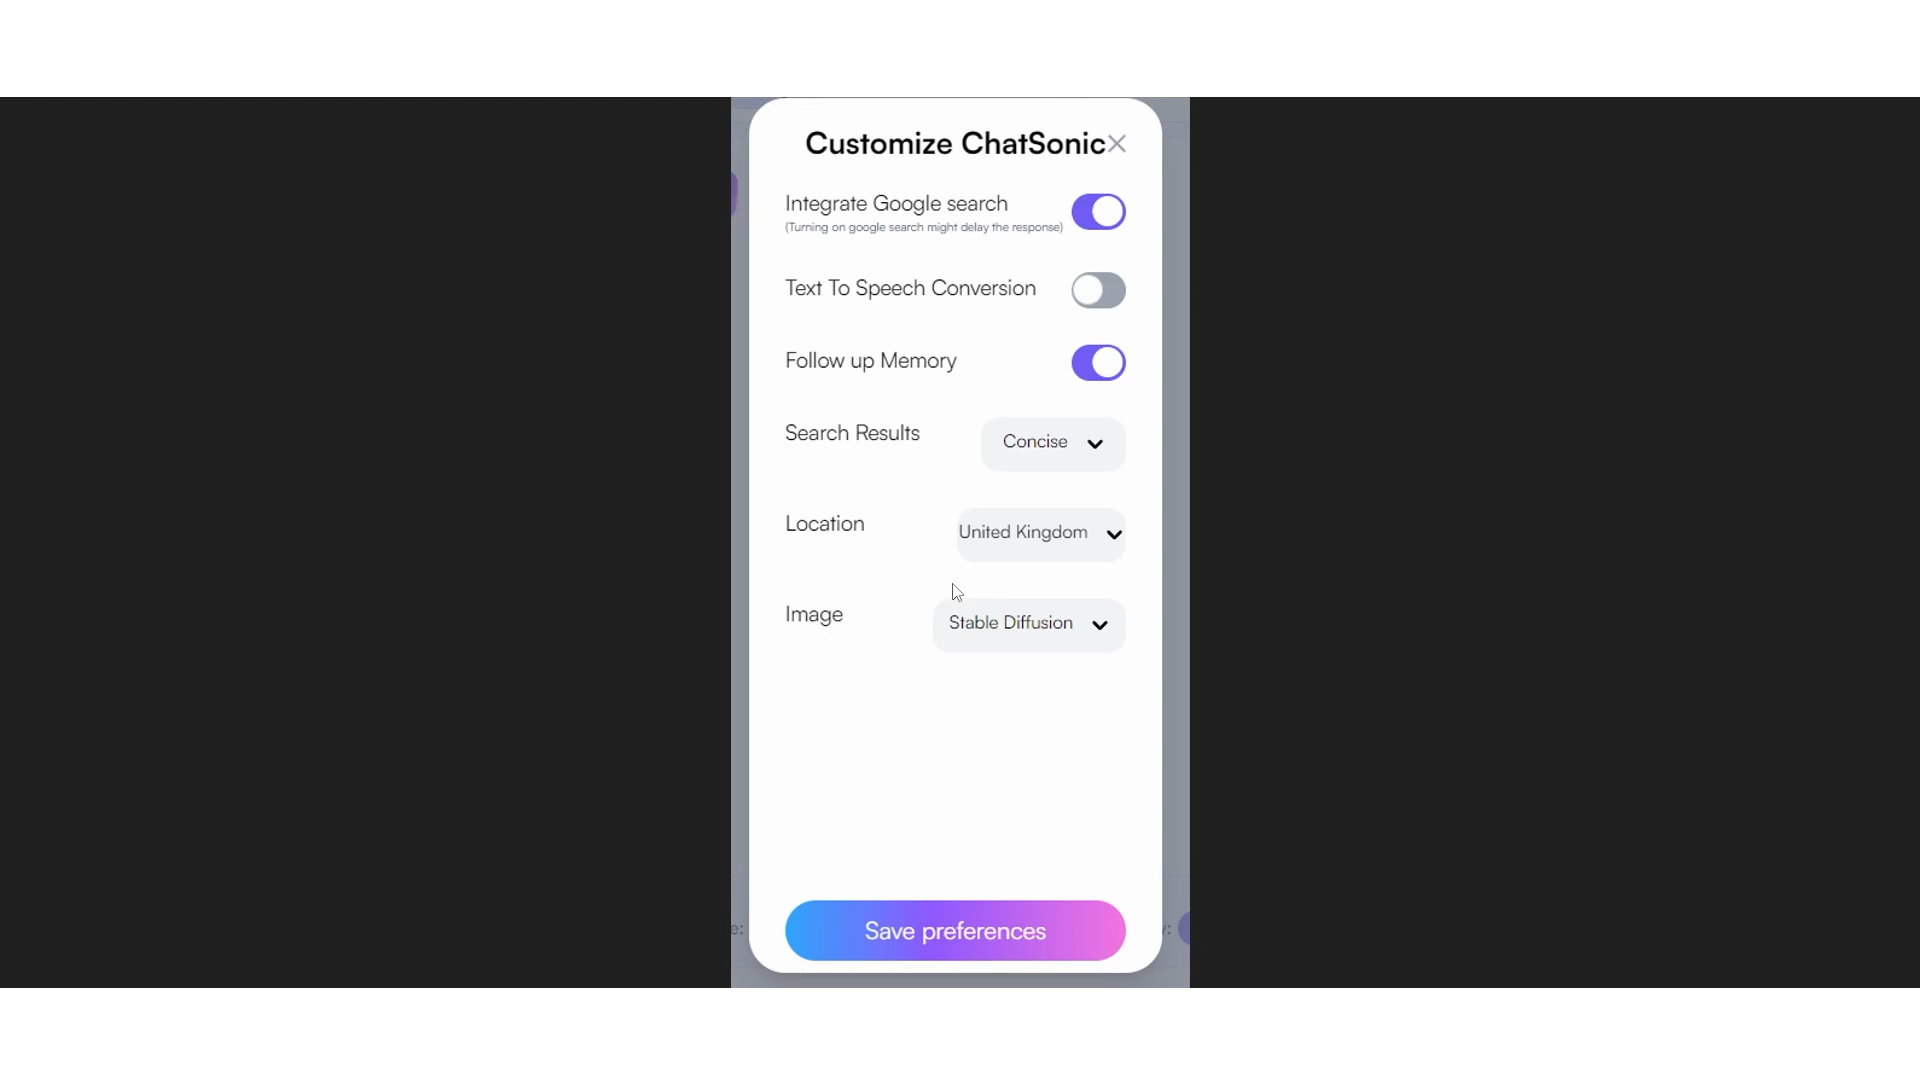 Customize ChatSonic
Integrate Google search
(Turning on google search might delay the response)
Text To Speech Conversion
Follow up Memory
Search Results
Concise
Location
United Kingdom
Image
Stable Diffusion
e:
y:
Save preferences